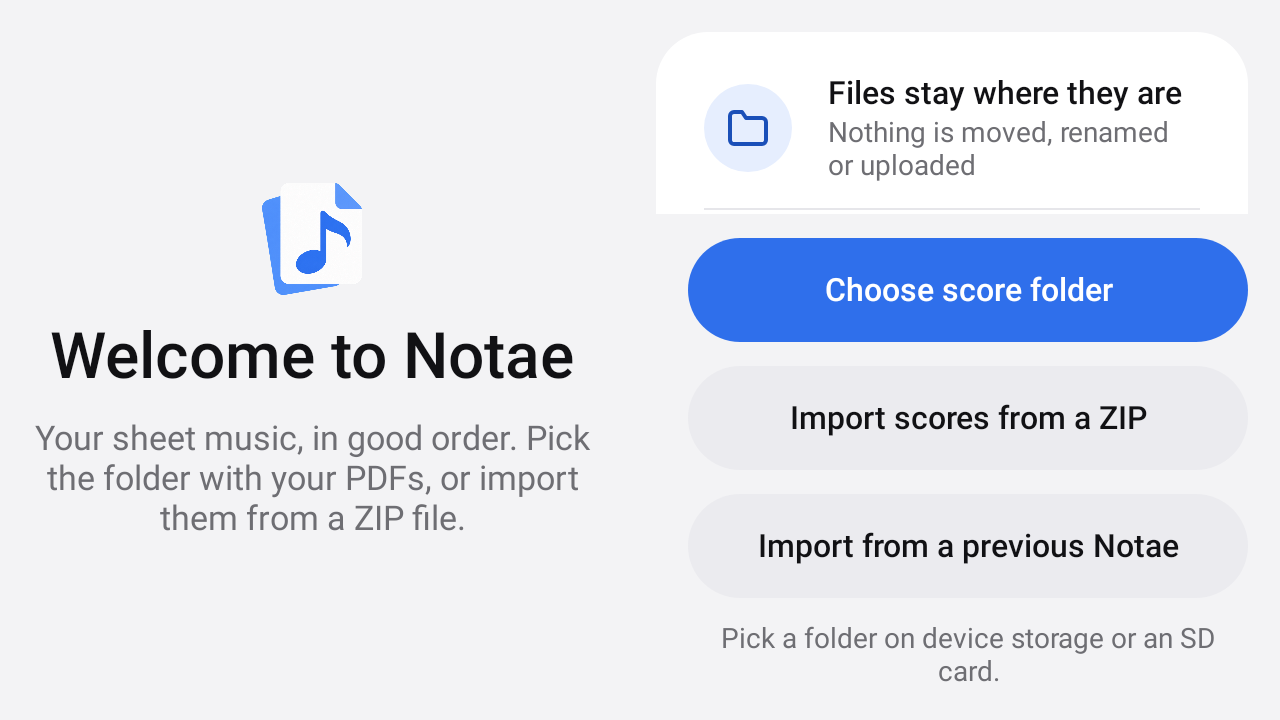 Welcome to Notae
Your sheet music, in good order. Pick
the folder with your PDFs, or import
them from a ZIP file.
Files stay where they are
Nothing is moved, renamed
or uploaded
Choose score folder
Import scores from a ZIP
Import from a previous Notae
Pick a folder on device storage or an SD
card.